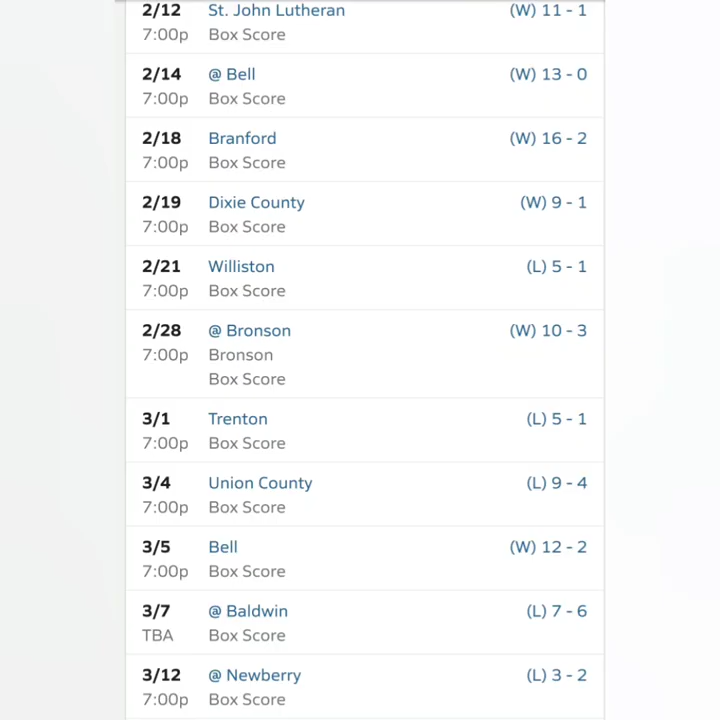 2/12 St. John Lutheran (W) 11 - 1
7:00p Box Score
2/14 @ Bell (W) 13 - 0
7:00p Box Score
2/18 Branford (W) 16 - 2
7:00p Box Score
2/19 Dixie County (W) 9 - 1
7:00p Box Score
2/21 Williston (L) 5 - 1
7:00p Box Score
2/28 @ Bronson (W) 10 - 3
7:00p Bronson
Box Score
3/1 Trenton (L) 5 - 1
7:00p Box Score
3/4 Union County (L) 9 - 4
7:00p Box Score
3/5 Bell (W) 12 - 2
7:00p Box Score
3/7 @ Baldwin (L) 7 - 6
TBA Box Score
3/12 @ Newberry (L) 3 - 2
7:00p Box Score